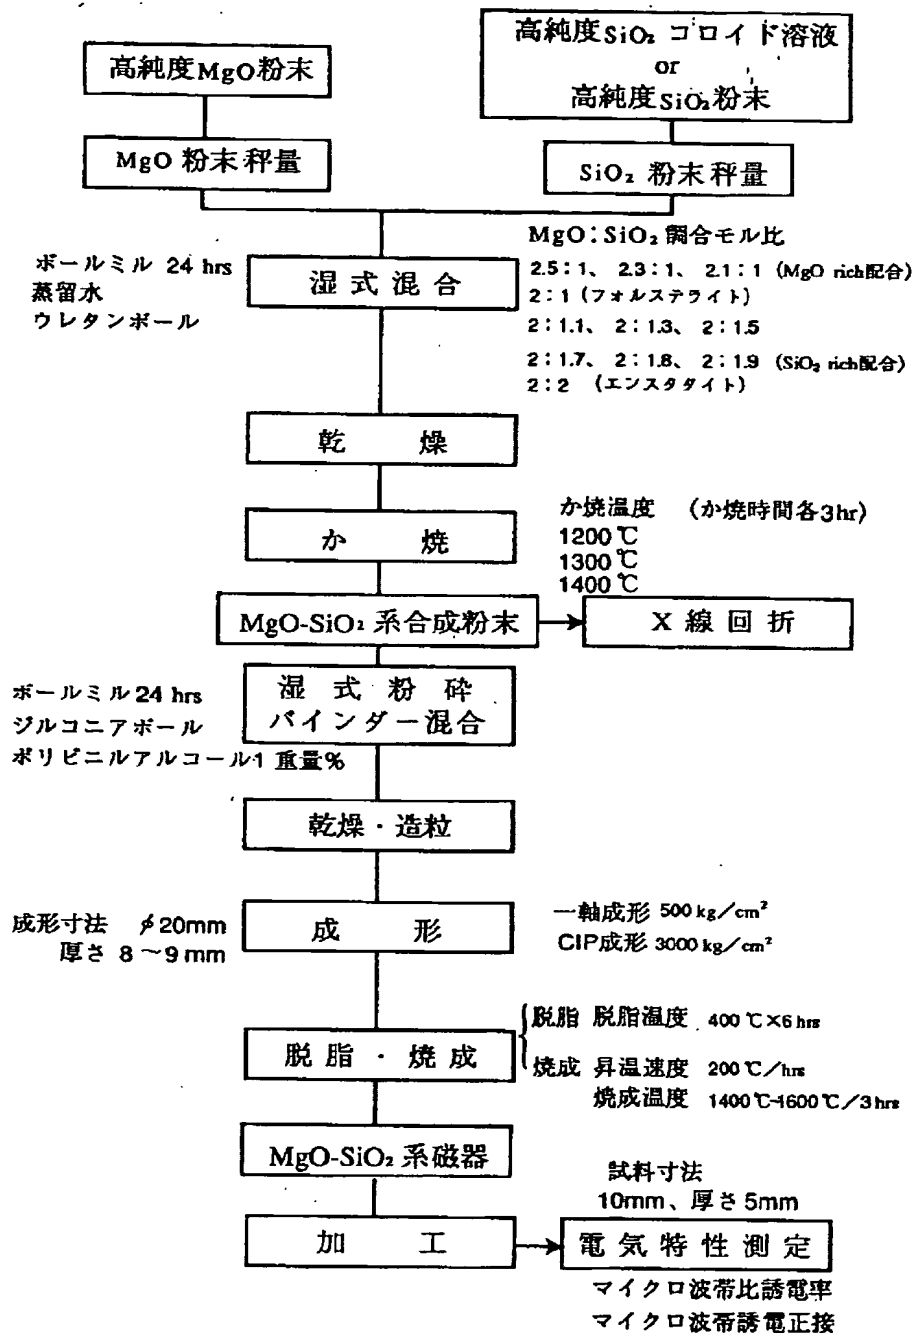 高純度MgO粉末
高純度SiO₂コロイド溶液
or
高純度SiO₂粉末
MgO 粉末秤量
SiO₂ 粉末秤量
ボールミル 24 hrs
蒸留水
ウレタンボール
湿式混合
MgO：SiO₂ 調合モル比
2.5：1、 2.3：1、 2.1：1 (MgO rich配合)
2：1 (フォルステライト)
2：1.1、 2：1.3、 2：1.5
2：1.7、 2：1.8、 2：1.9 (SiO₂ rich配合)
2：2 (エンスタタイト)
乾 燥
か 焼
か焼温度 (か焼時間各3hr)
1200℃
1300℃
1400℃
MgO-SiO₂ 系合成粉末
X 線回折
ボールミル24 hrs
ジルコニアボール
ポリビニルアルコール1 重量%
湿式粉砕
バインダー混合
乾燥・造粒
成形寸法 φ20mm
厚さ 8～9mm
成 形
一軸成形 500 kg/cm²
CIP成形 3000 kg/cm²
脱脂・焼成
脱脂 脱脂温度 400℃×6hrs
焼成 昇温速度 200℃/hrs
焼成温度 1400℃-1600℃/3hrs
MgO-SiO₂ 系磁器
加 工
試料寸法
10mm、厚さ5mm
電気特性測定
マイクロ波帯比誘電率
マイクロ波帯誘電正接